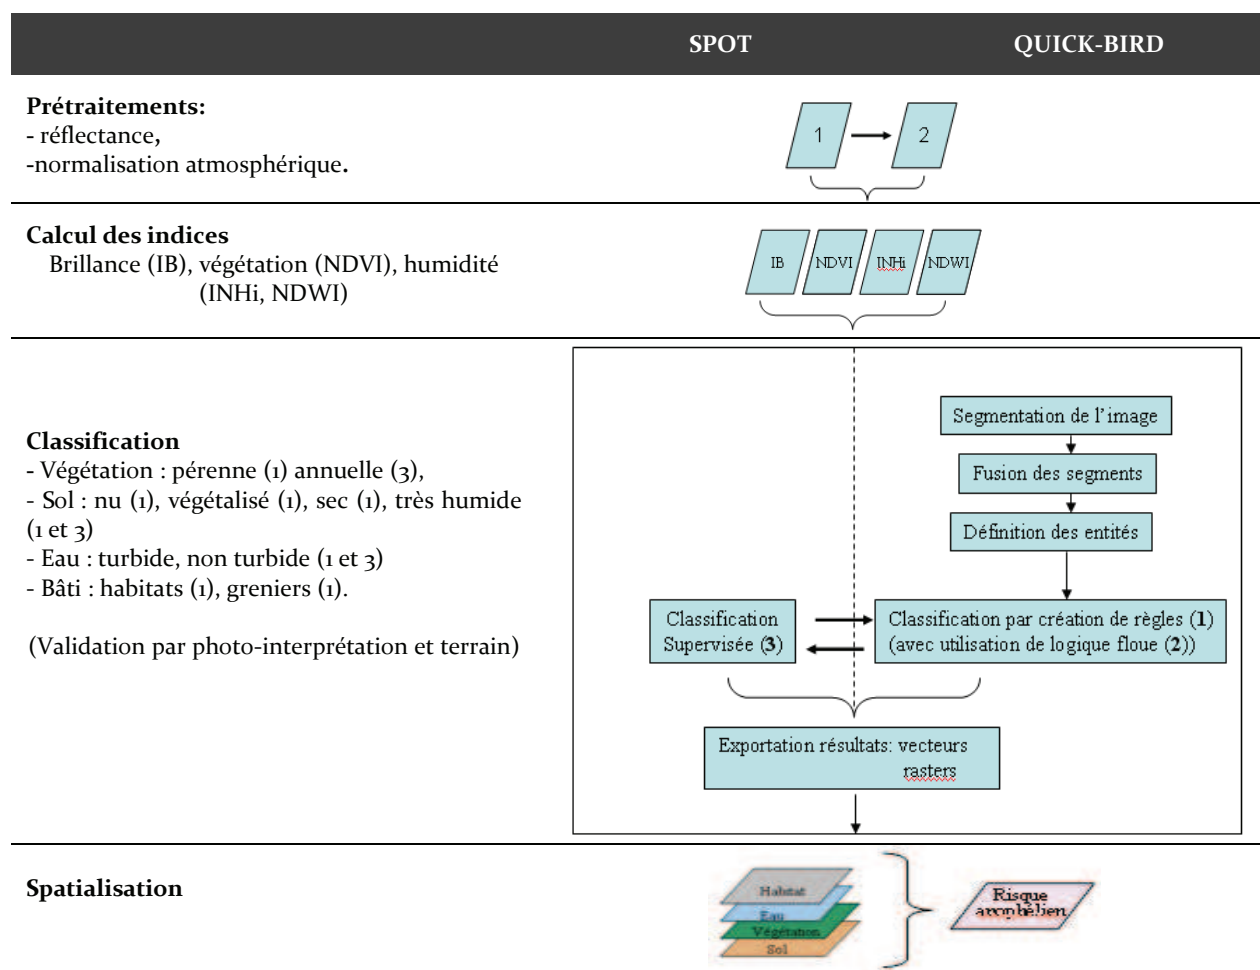 SPOT QUICK-BIRD
Prétraitements:
- réflectance,
-normalisation atmosphérique.
1 2
Calcul des indices
Brillance (IB), végétation (NDVI), humidité
(INHi, NDWI)
IB NDVI INHi NDWI
Classification
- Végétation : pérenne (1) annuelle (3),
- Sol : nu (1), végétalisé (1), sec (1), très humide
(1 et 3)
- Eau : turbide, non turbide (1 et 3)
- Bâti : habitats (1), greniers (1).
(Validation par photo-interprétation et terrain)
Segmentation de l'image
Fusion des segments
Définition des entités
Classification
Supervisée (3)
Classification par création de règles (1)
(avec utilisation de logique floue (2))
Exportation résultats: vecteurs
rasters
Spatialisation
Habitat
Eau
Végétation
Sol
Risque
anophélien